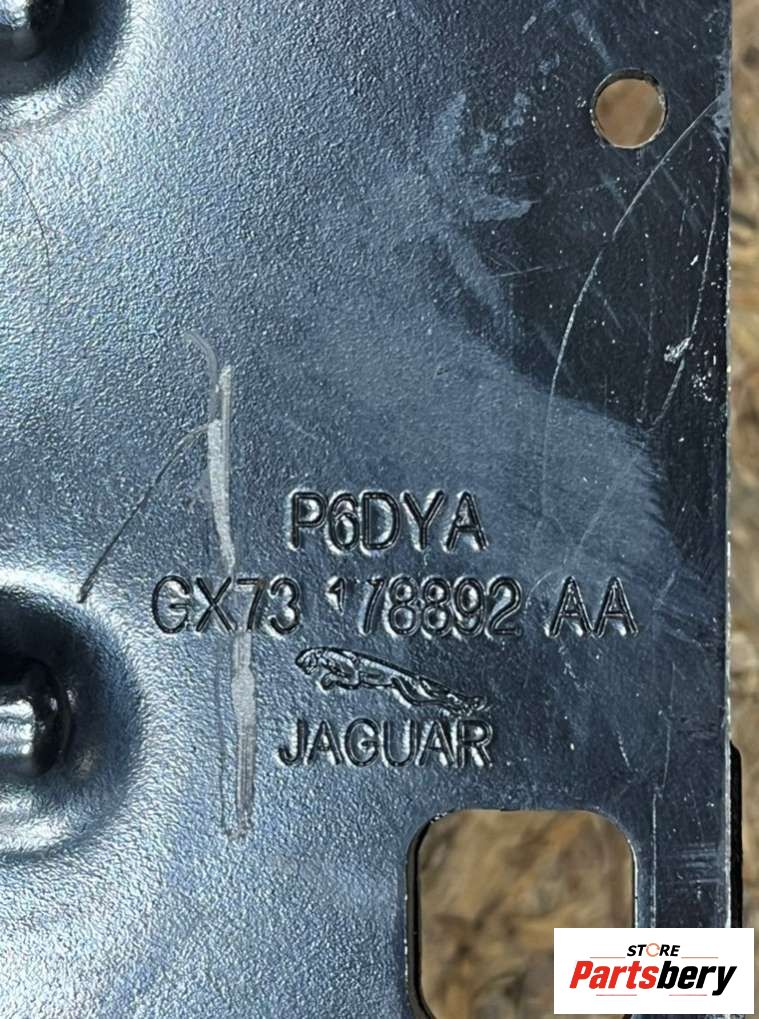 P6DYA
GX73 178892 AA
JAGUAR
STORE
Partsbery